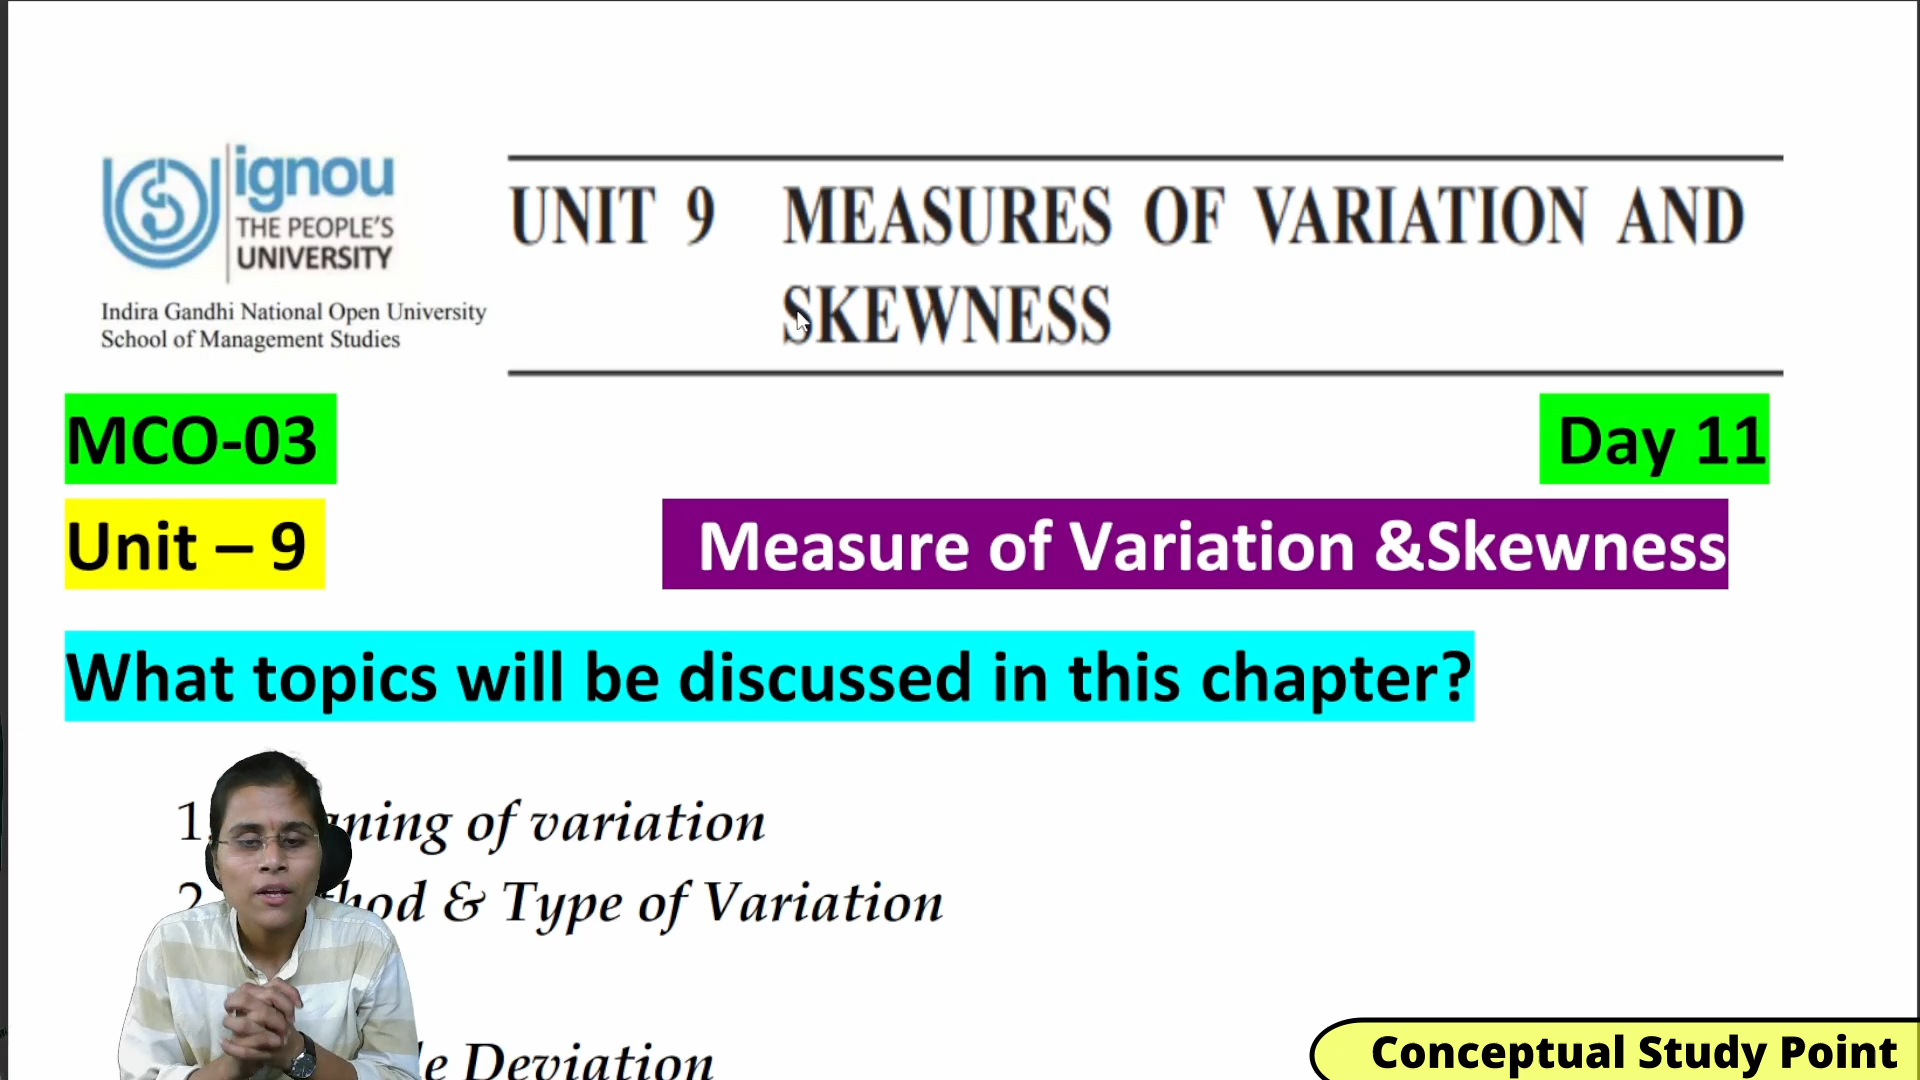 ignou
THE PEOPLE'S
UNIVERSITY
Indira Gandhi National Open University
School of Management Studies
UNIT 9 MEASURES OF VARIATION AND
SKEWNESS
MCO-03
Day 11
Unit – 9
Measure of Variation &Skewness
What topics will be discussed in this chapter?
1. of variation
2 & Type of Variation
Deviation
Conceptual Study Point